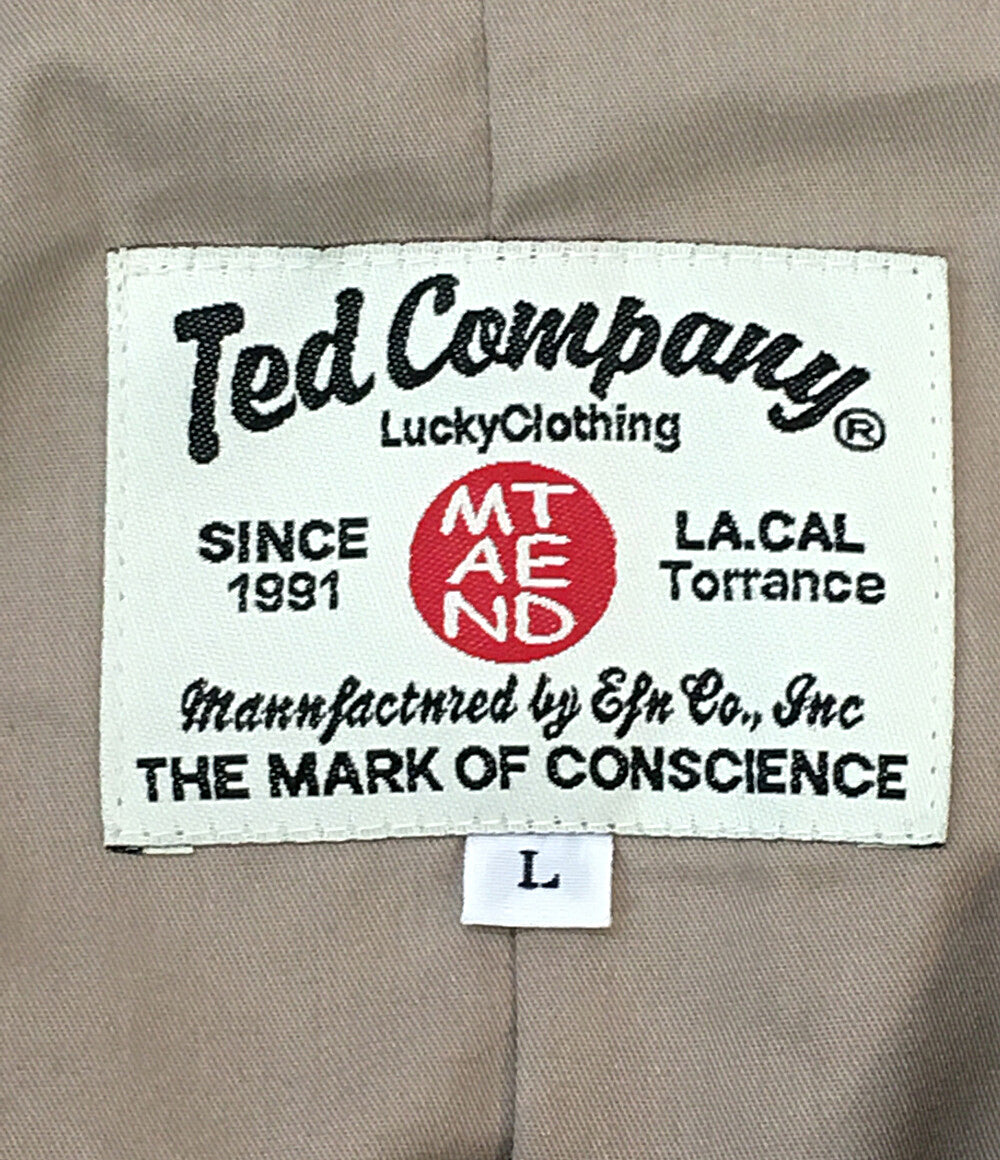 Ted Company®
LuckyClothing
SINCE
1991
MT
AE
ND
LA.CAL
Torrance
Mannfactnred by Efn Co., Inc
THE MARK OF CONSCIENCE
L